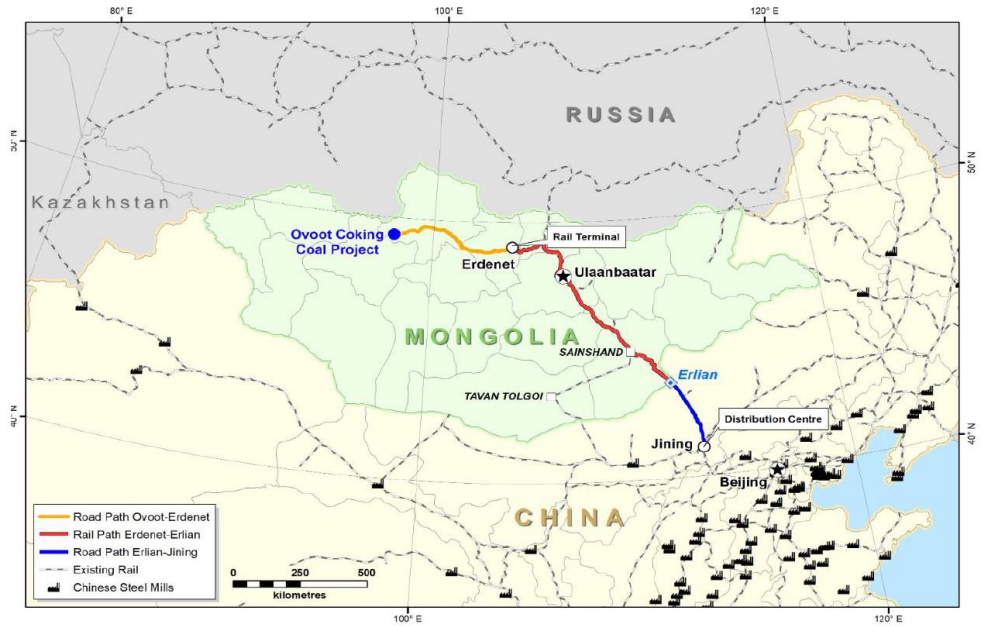 80° E
100° E
120° E
50° N
50° N
RUSSIA
Kazakhstan
Ovoot Coking
Coal Project
Rail Terminal
Erdenet
Ulaanbaatar
MONGOLIA
SAINSHAND
Erlian
TAVAN TOLGOI
40° N
40° N
Distribution Centre
Jining
Beijing
CHINA
Road Path Ovoot-Erdenet
Rail Path Erdenet-Erlian
Road Path Erlian-Jining
Existing Rail
Chinese Steel Mills
0 250 500
kilometres
100° E
120° E